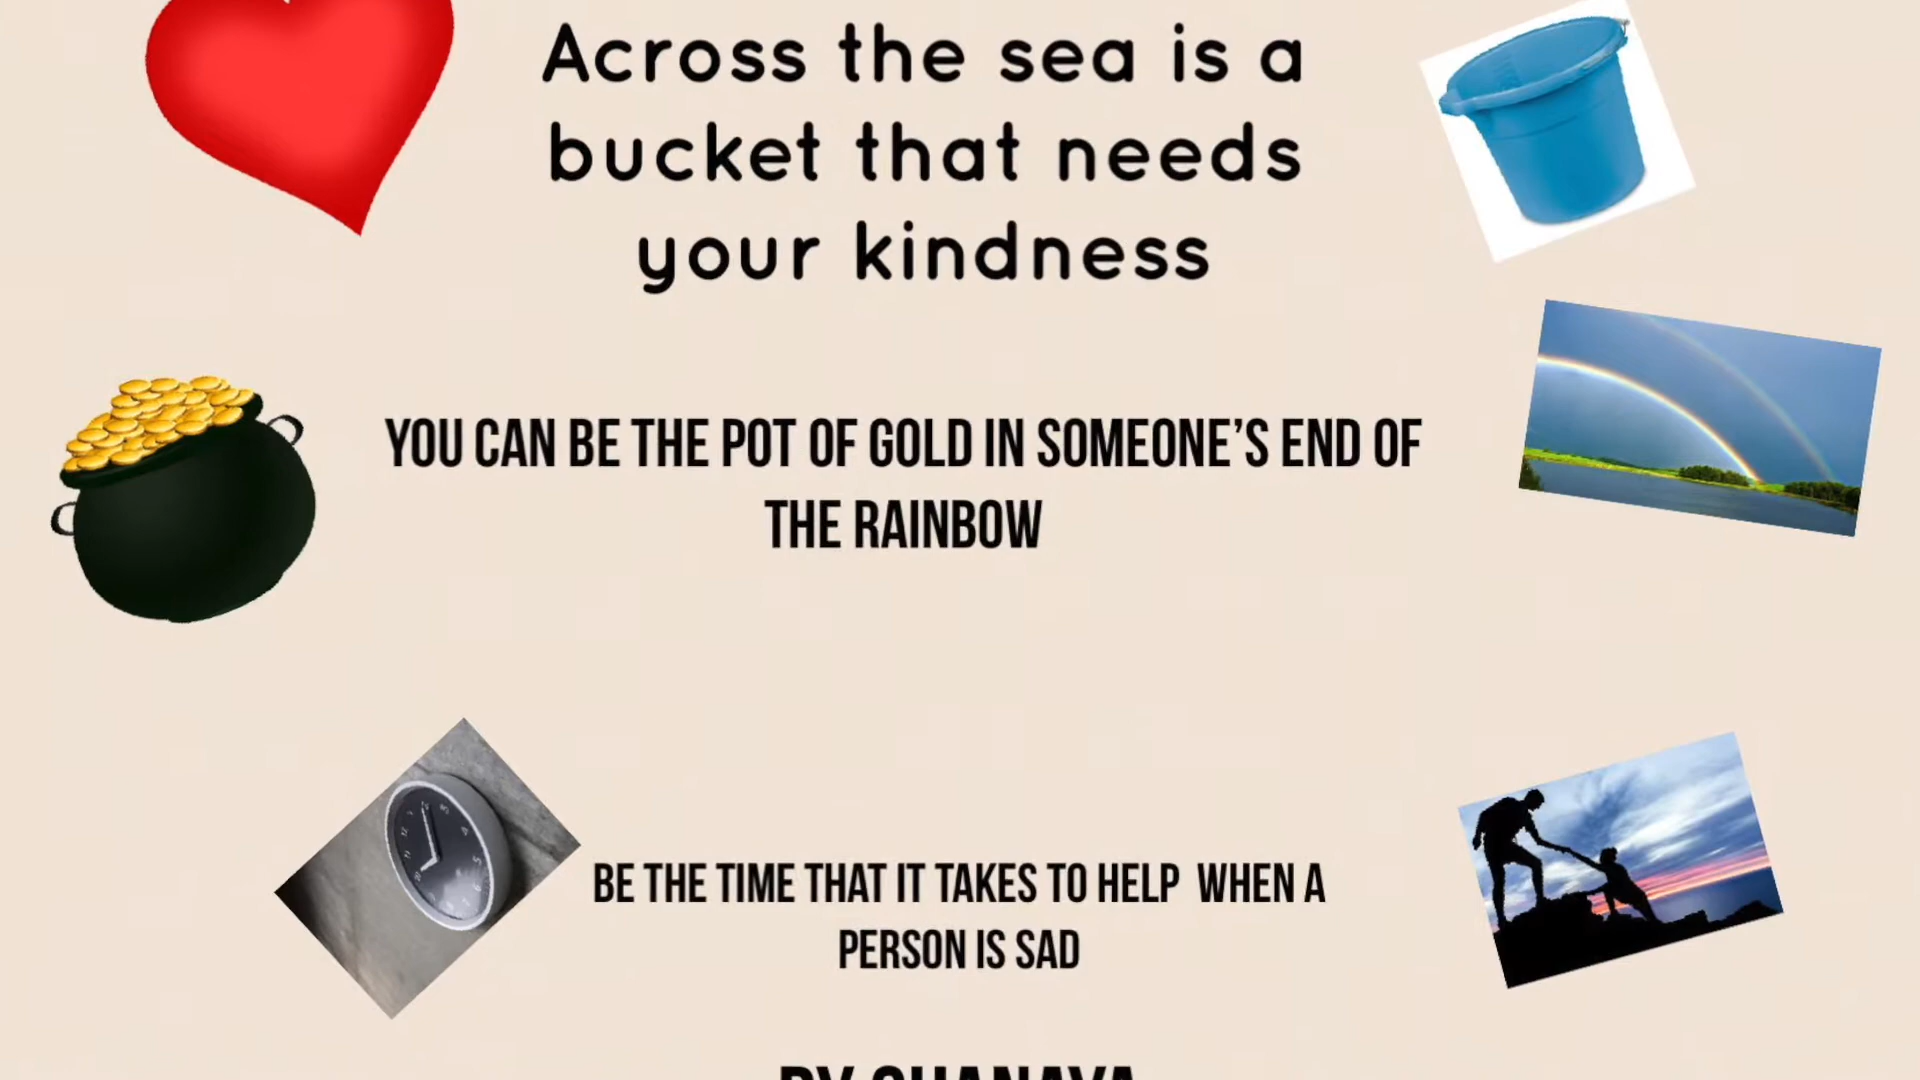 Across the sea is a
bucket that needs
your kindness
YOU CAN BE THE POT OF GOLD IN SOMEONE’S END OF
THE RAINBOW
BE THE TIME THAT IT TAKES TO HELP WHEN A
PERSON IS SAD
BY